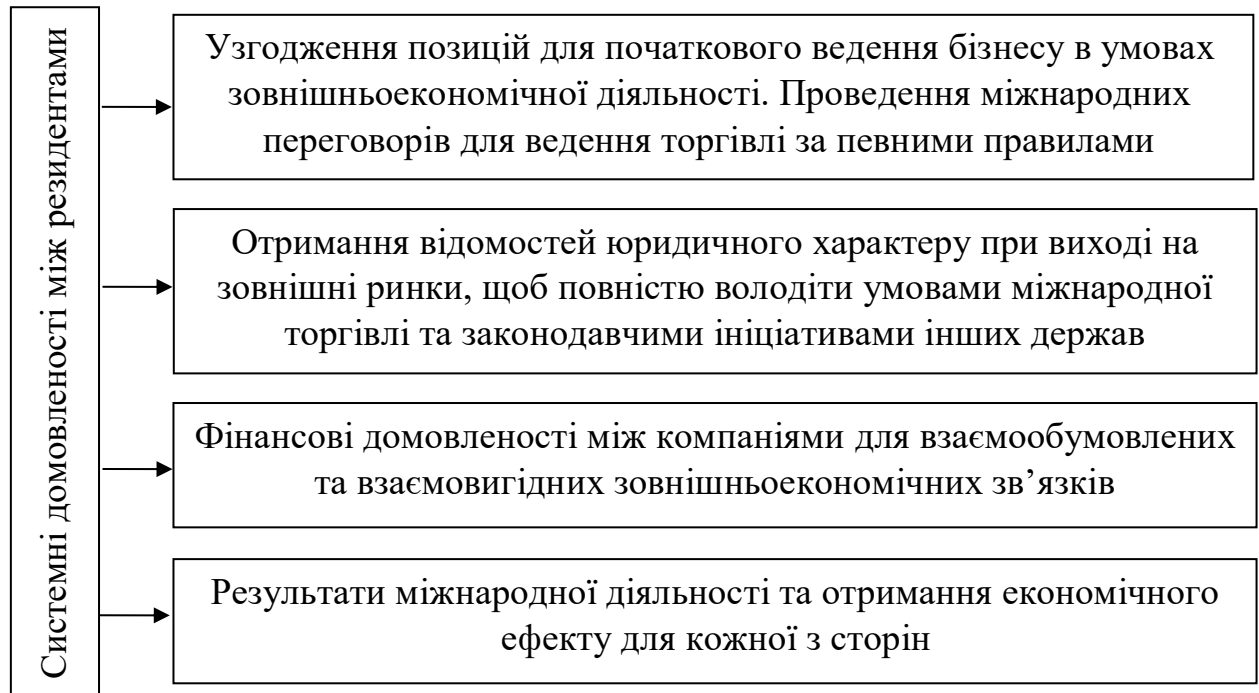 Системні домовленості між резидентами
Узгодження позицій для початкового ведення бізнесу в умовах
зовнішньоекономічної діяльності. Проведення міжнародних
переговорів для ведення торгівлі за певними правилами
Отримання відомостей юридичного характеру при виході на
зовнішні ринки, щоб повністю володіти умовами міжнародної
торгівлі та законодавчими ініціативами інших держав
Фінансові домовленості між компаніями для взаємообумовлених
та взаємовигідних зовнішньоекономічних зв’язків
Результати міжнародної діяльності та отримання економічного
ефекту для кожної з сторін